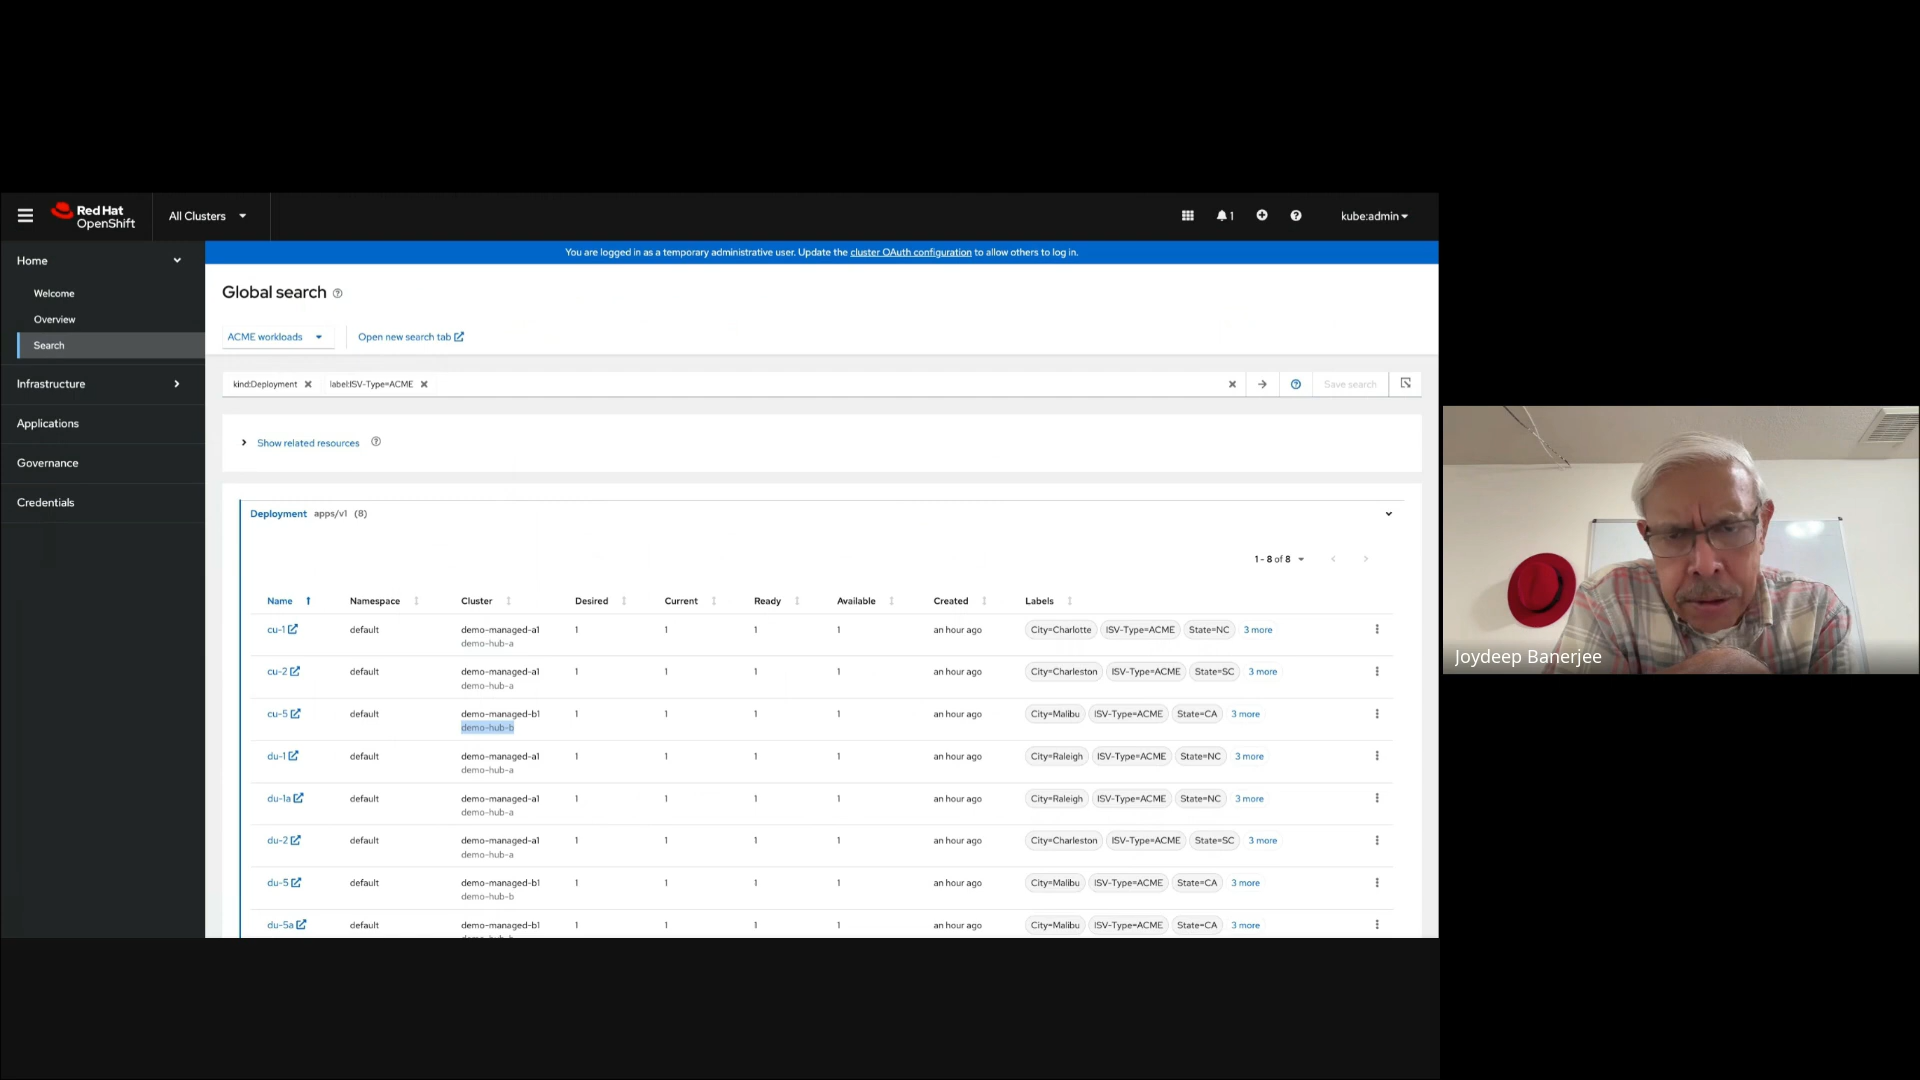 Red Hat
OpenShift
All Clusters
1
kube:admin
Home
Welcome
Overview
Search
Infrastructure
Applications
Governance
Credentials
You are logged in as a temporary administrative user. Update the cluster OAuth configuration to allow others to log in.
Global search
ACME workloads
Open new search tab
kind:Deployment label:ISV-Type=ACME
Save search
Show related resources
Deployment apps/v1 (8)
1 - 8 of 8
Name Namespace Cluster Desired Current Ready Available Created Labels
cu-1 default demo-managed-a1 1 1 1 1 an hour ago City=Charlotte ISV-Type=ACME State=NC 3 more
demo-hub-a
cu-2 default demo-managed-a1 1 1 1 1 an hour ago City=Charleston ISV-Type=ACME State=SC 3 more
demo-hub-a
cu-5 default demo-managed-b1 1 1 1 1 an hour ago City=Malibu ISV-Type=ACME State=CA 3 more
demo-hub-b
du-1 default demo-managed-a1 1 1 1 1 an hour ago City=Raleigh ISV-Type=ACME State=NC 3 more
demo-hub-a
du-1a default demo-managed-a1 1 1 1 1 an hour ago City=Raleigh ISV-Type=ACME State=NC 3 more
demo-hub-a
du-2 default demo-managed-a1 1 1 1 1 an hour ago City=Charleston ISV-Type=ACME State=SC 3 more
demo-hub-a
du-5 default demo-managed-b1 1 1 1 1 an hour ago City=Malibu ISV-Type=ACME State=CA 3 more
demo-hub-b
du-5a default demo-managed-b1 1 1 1 1 an hour ago City=Malibu ISV-Type=ACME State=CA 3 more
Joydeep Banerjee